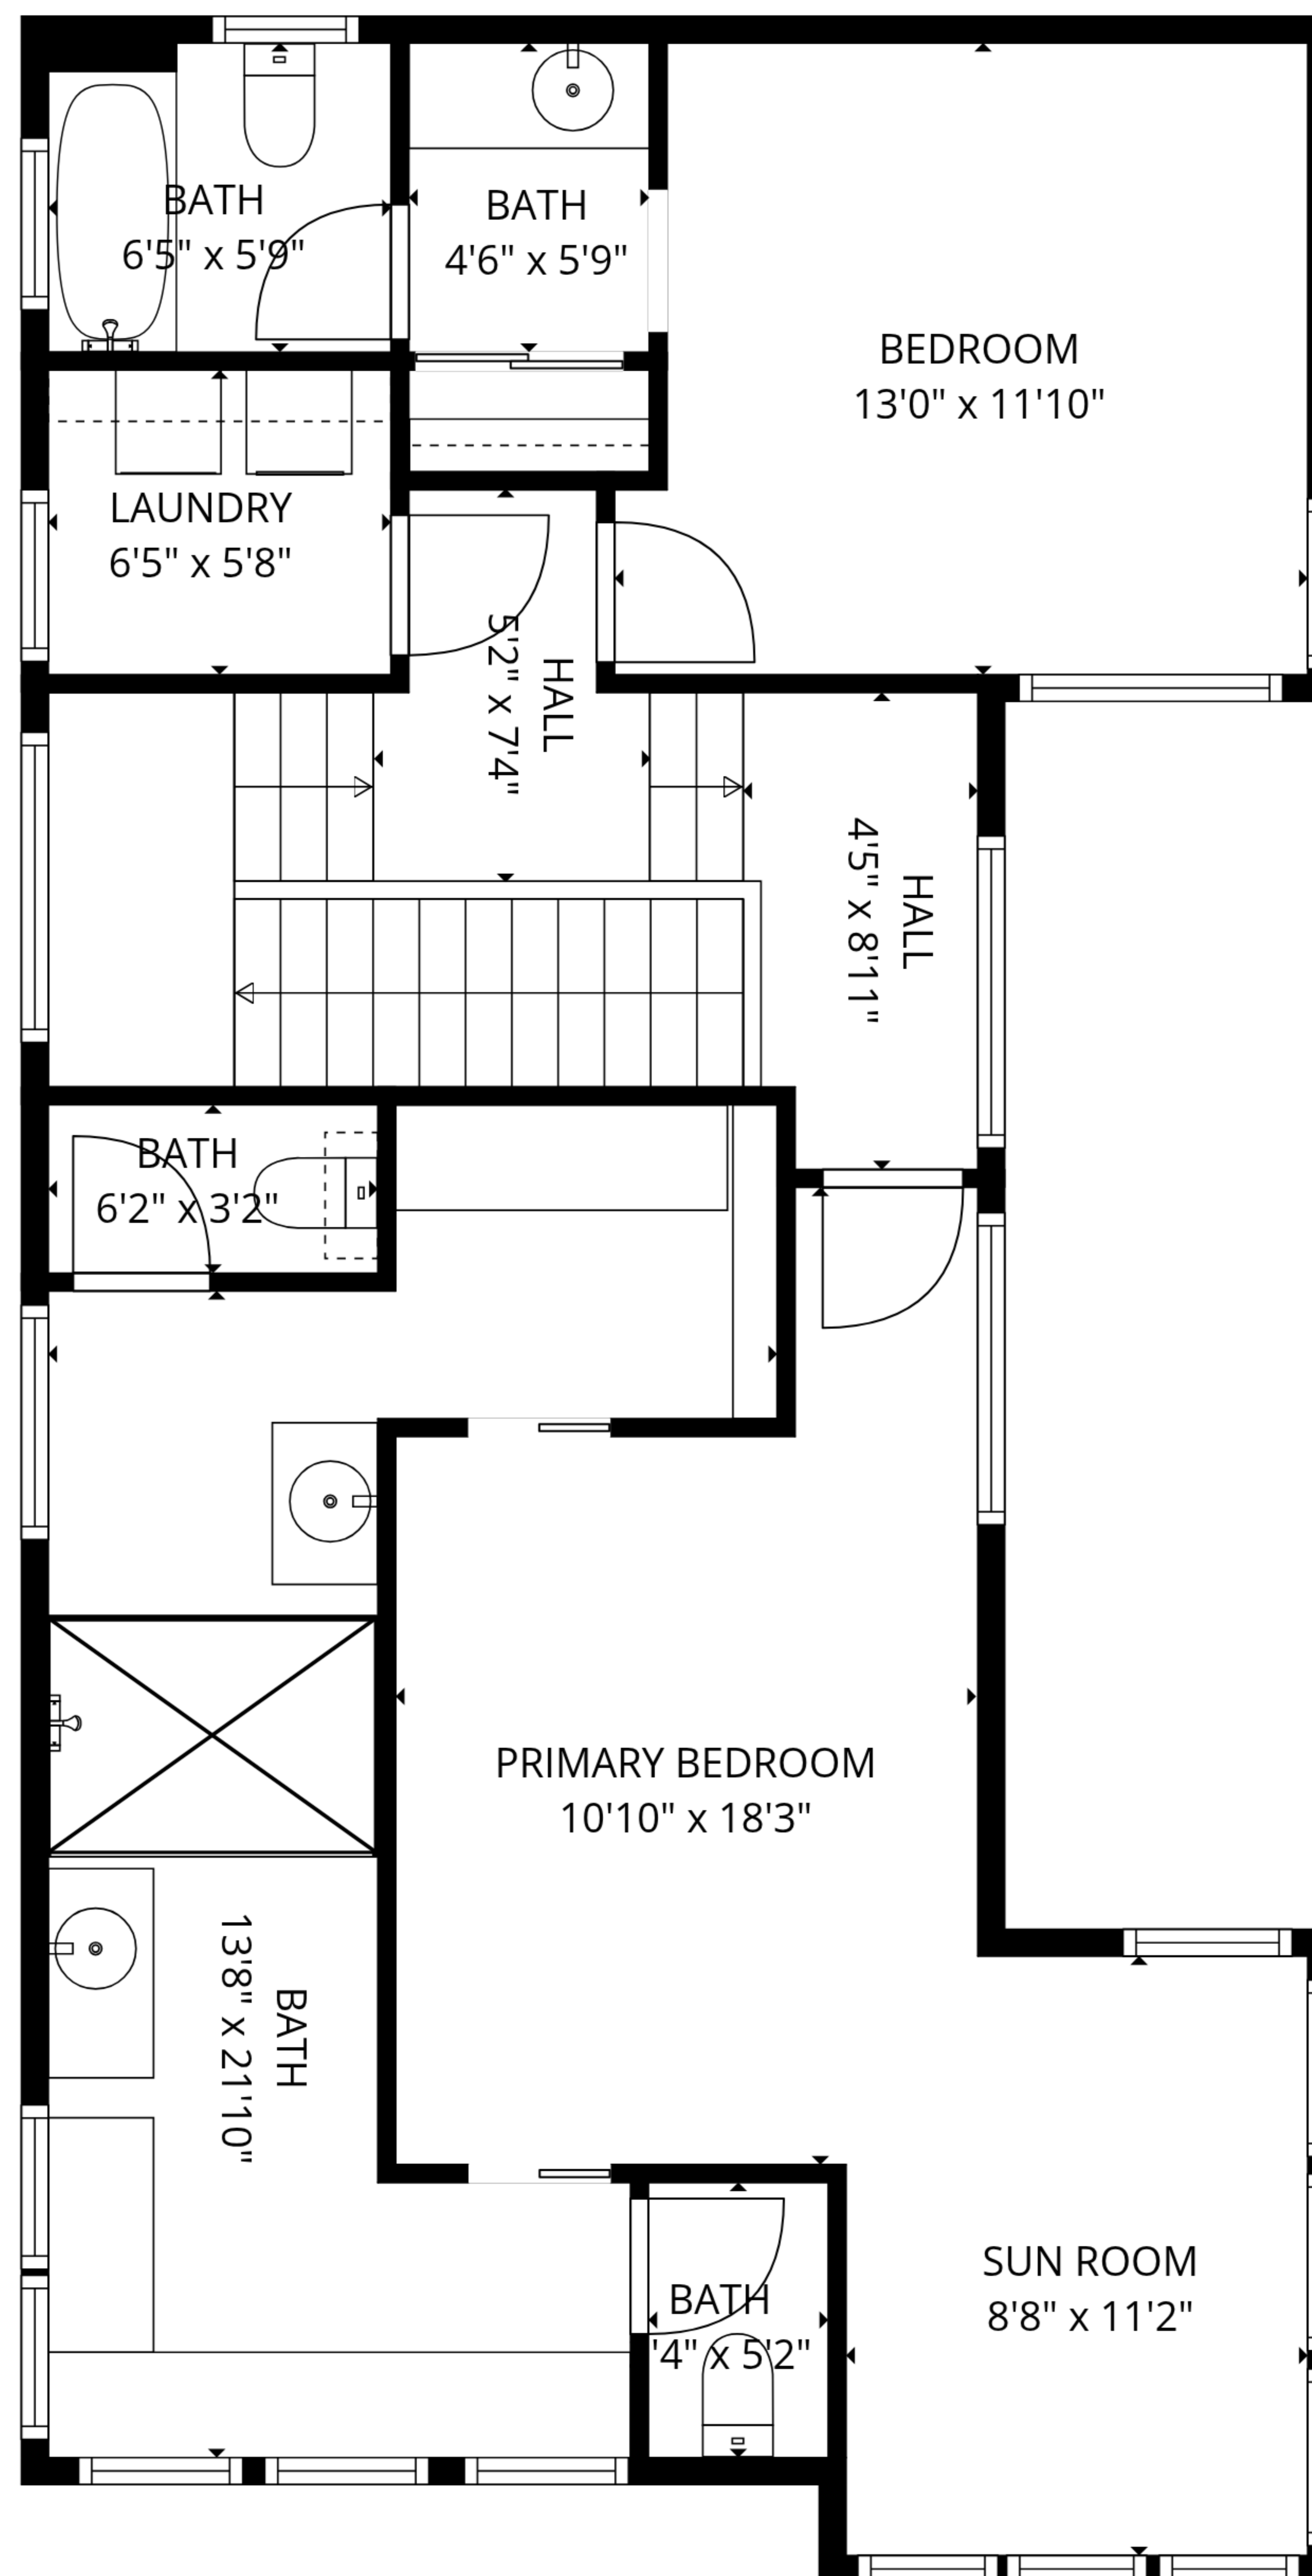 BATH
6'5" x 5'9"
BATH
4'6" x 5'9"
BEDROOM
13'0" x 11'10"
LAUNDRY
6'5" x 5'8"
HALL
5'2" x 7'4"
HALL
4'5" x 8'11"
BATH
6'2" x 3'2"
PRIMARY BEDROOM
10'10" x 18'3"
BATH
13'8" x 21'10"
SUN ROOM
8'8" x 11'2"
BATH
'4" x 5'2"